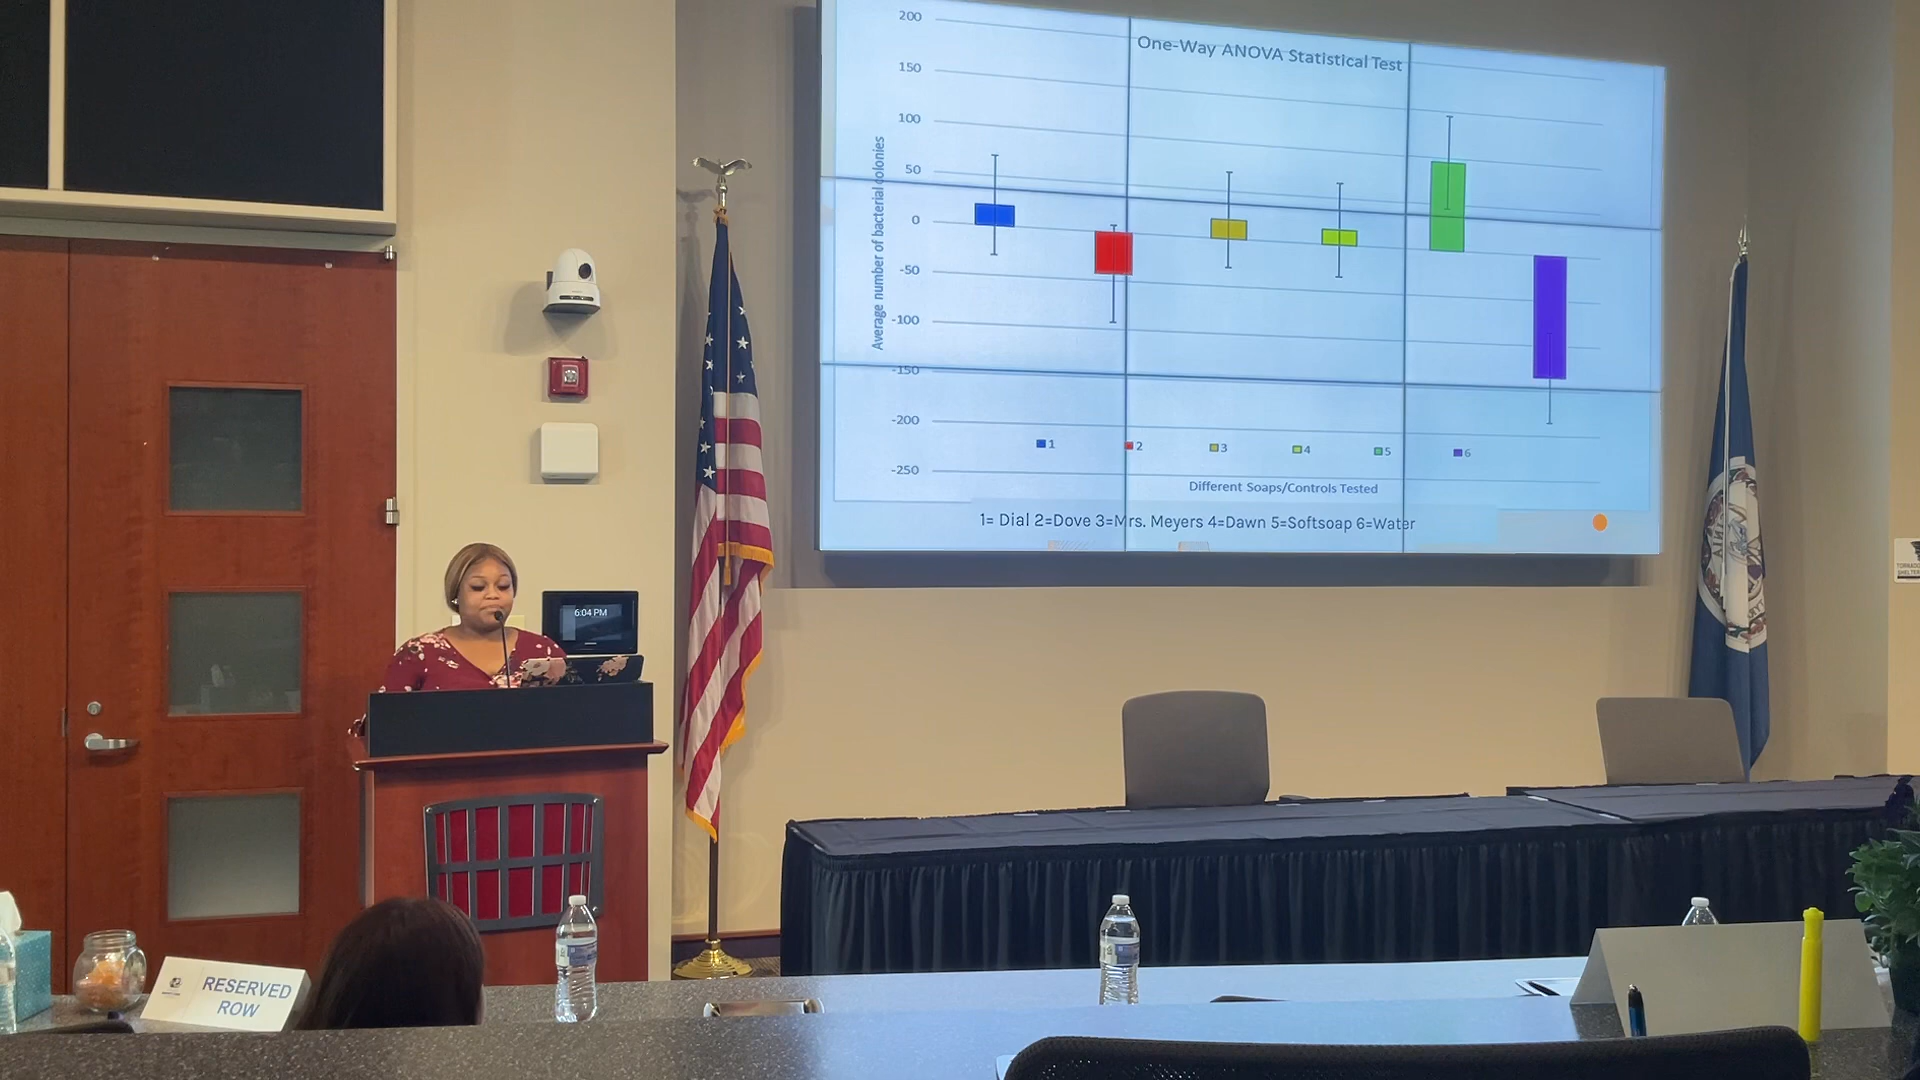 One-Way ANOVA Statistical Test
Average number of bacterial colonies
200
150
100
50
0
-50
-100
-150
-200
-250
1 2 3 4 5 6
Different Soaps/Controls Tested
1= Dial 2=Dove 3=Mrs. Meyers 4=Dawn 5=Softsoap 6=Water
6:04 PM
RESERVED
ROW